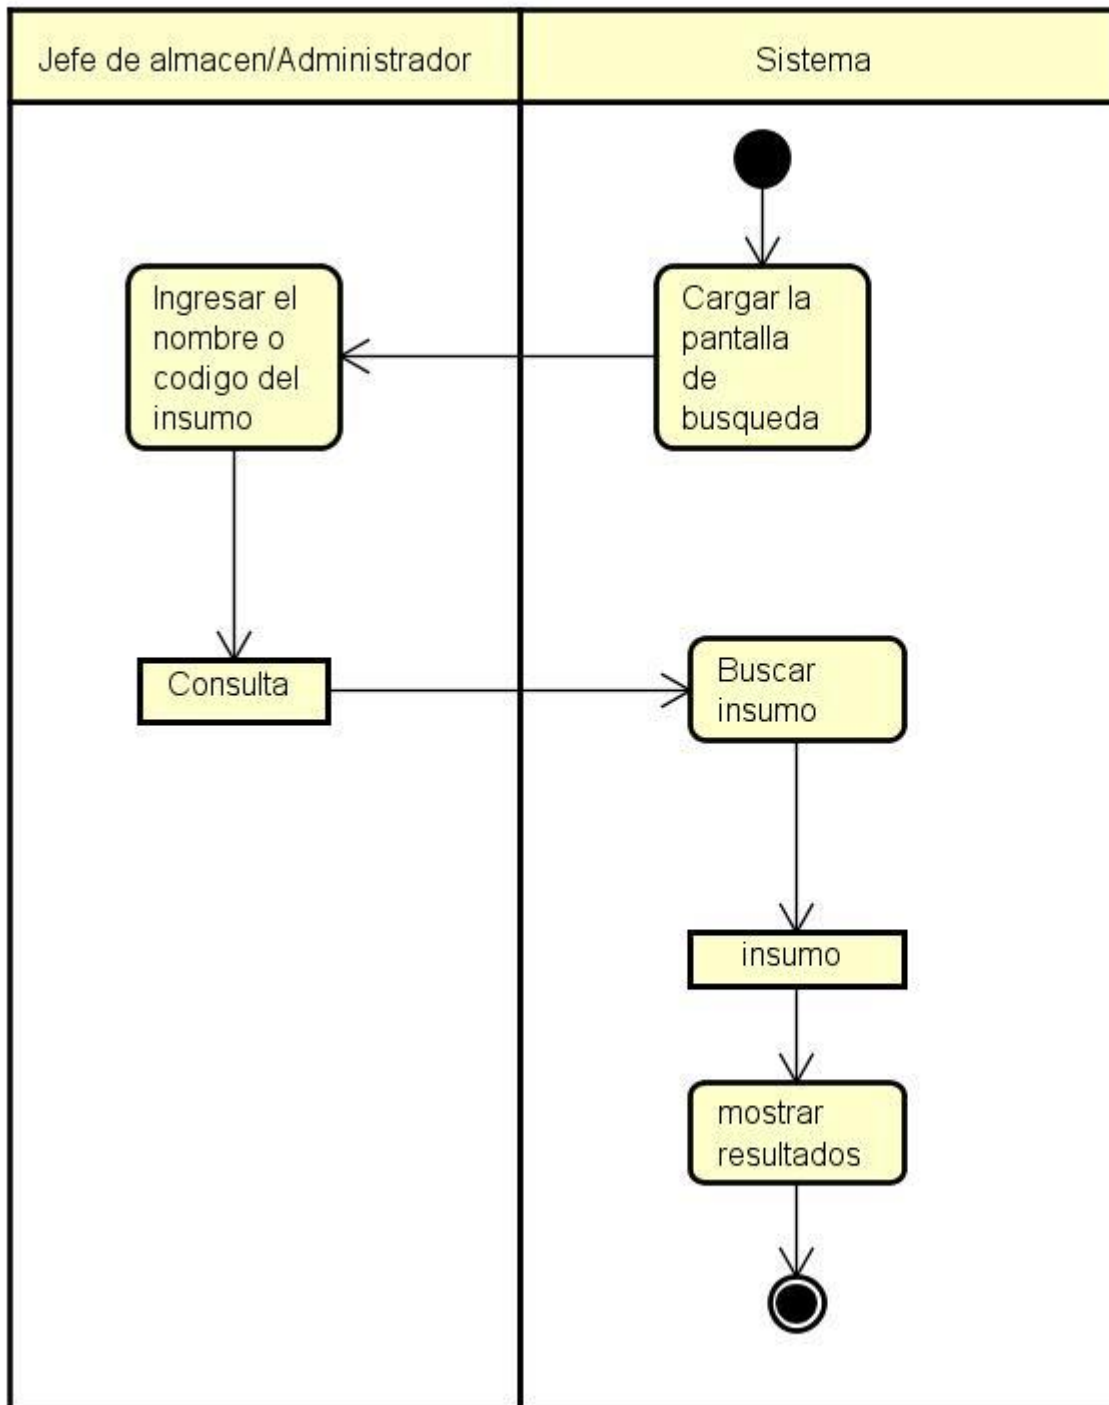 Jefe de almacen/Administrador
Sistema
Cargar la
pantalla
de
busqueda
Ingresar el
nombre o
codigo del
insumo
Consulta
Buscar
insumo
insumo
mostrar
resultados